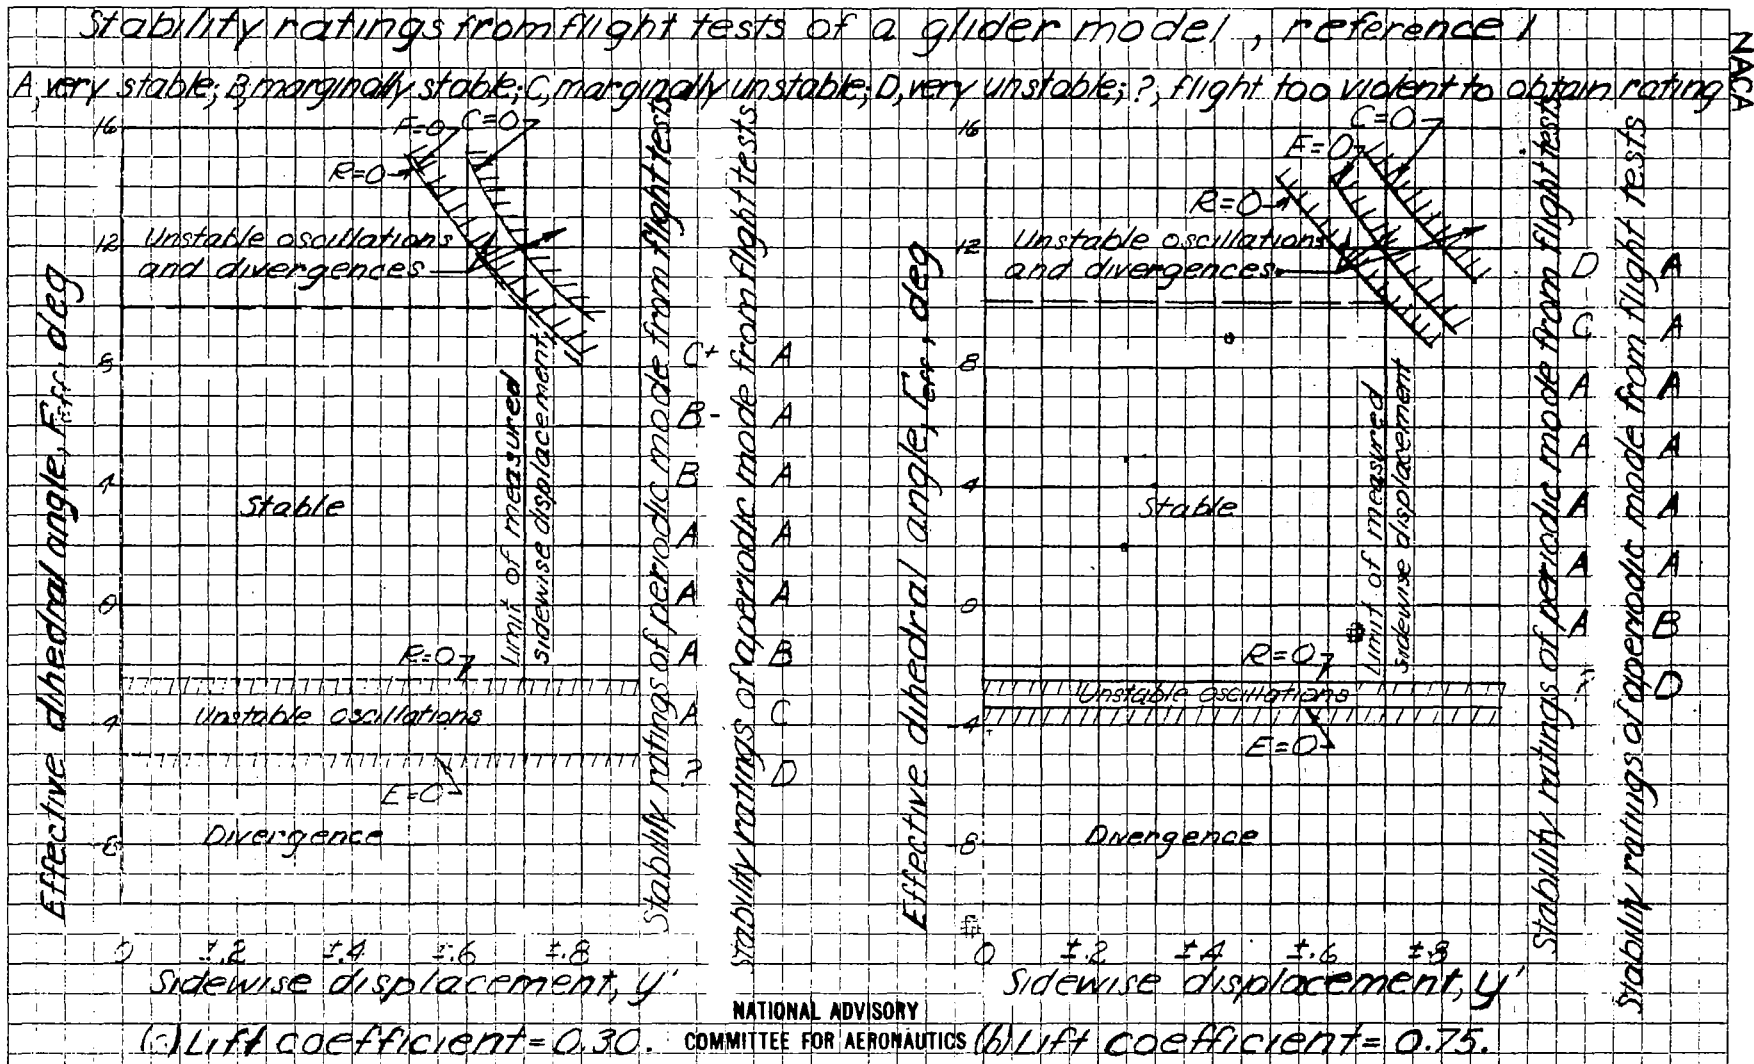 Stability ratings from flight tests of a glider model, reference 1
NACA
A, very stable; B, marginally stable; C, marginally unstable; D, very unstable; ?, flight too violent to obtain rating
Effective dihedral angle, Γeff, deg
16
12
8
4
0
-4
-8
F=0
C=0
R=0
Unstable oscillations
and divergences
Limit of measured
sidewise displacement
Stable
R=0
Unstable oscillations
E=0
Divergence
0 ±.2 ±.4 ±.6 ±.8
Sidewise displacement, y'
Stability ratings of periodic mode from flight tests
C+
B-
B
A
A
A
A
?
Stability ratings of aperiodic mode from flight tests
A
A
A
A
A
B
C
D
(a) Lift coefficient = 0.30.
Effective dihedral angle, Γeff, deg
16
12
8
4
0
-4
-8
C=0
F=0
R=0
Unstable oscillations
and divergences
Limit of measured
sidewise displacement
Stable
R=0
Unstable oscillations
E=0
Divergence
0 ±.2 ±.4 ±.6 ±.8
Sidewise displacement, y'
Stability ratings of periodic mode from flight tests
D
C
A
A
A
A
A
?
Stability ratings of aperiodic mode from flight tests
A
A
A
A
A
A
B
D
(b) Lift coefficient = 0.75.
NATIONAL ADVISORY
COMMITTEE FOR AERONAUTICS